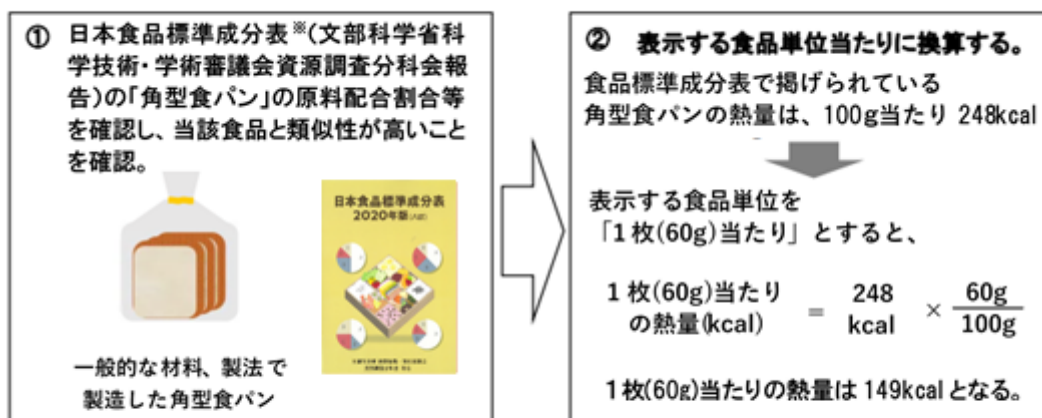 ① 日本食品標準成分表※(文部科学省科
学技術・学術審議会資源調査分科会報
告)の「角型食パン」の原料配合割合等
を確認し、当該食品と類似性が高いこと
を確認。
日本食品標準成分表
2020年版(八訂)
一般的な材料、製法で
製造した角型食パン
② 表示する食品単位当たりに換算する。
食品標準成分表で掲げられている
角型食パンの熱量は、100g当たり 248kcal
表示する食品単位を
「1枚(60g)当たり」とすると、
1枚(60g)当たり
の熱量(kcal)
=
248
kcal
×
60g
100g
1枚(60g)当たりの熱量は 149kcalとなる。